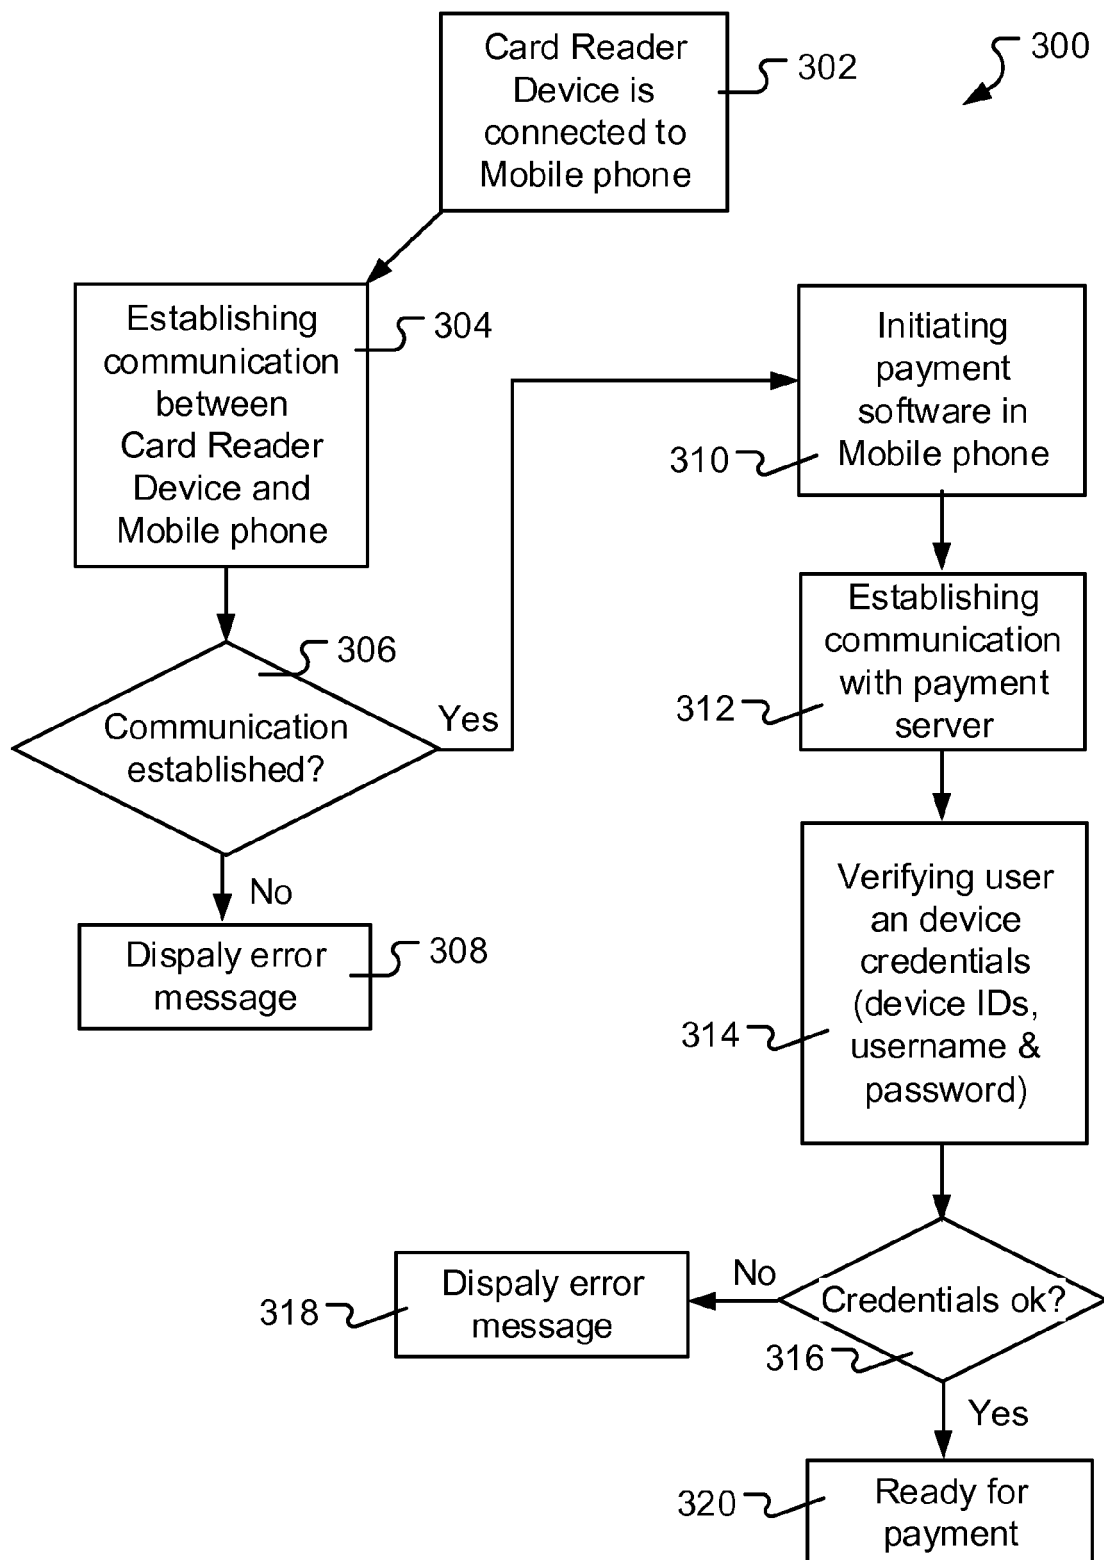 Card Reader
Device is
connected to
Mobile phone
302
300
Establishing
communication
between
Card Reader
Device and
Mobile phone
304
306
Communication
established?
Yes
No
Dispaly error
message
308
Initiating
payment
software in
Mobile phone
310
Establishing
communication
with payment
server
312
Verifying user
an device
credentials
(device IDs,
username &
password)
314
Credentials ok?
316
No
Dispaly error
message
318
Yes
Ready for
payment
320